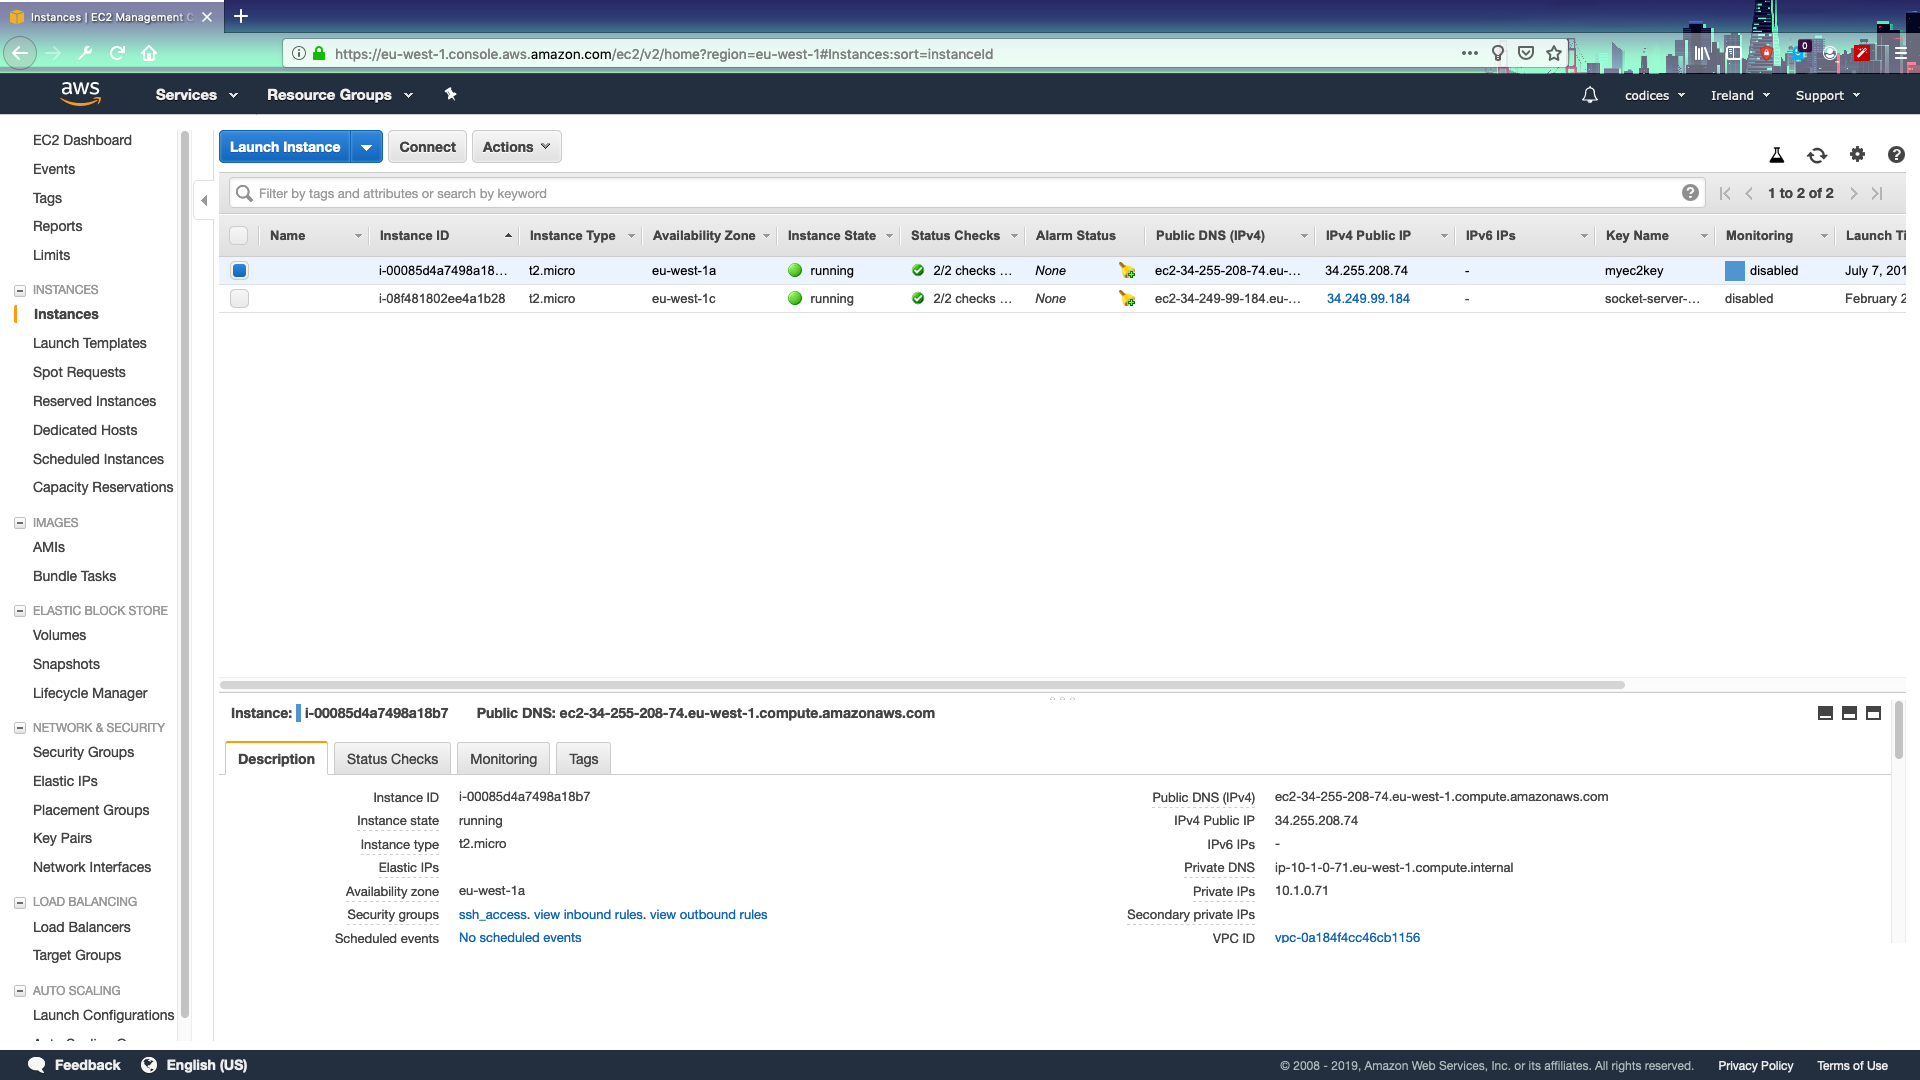 Instances | EC2 Management C
https://eu-west-1.console.aws.amazon.com/ec2/v2/home?region=eu-west-1#Instances:sort=instanceId
0
aws
Services
Resource Groups
codices
Ireland
Support
EC2 Dashboard
Events
Tags
Reports
Limits
INSTANCES
Instances
Launch Templates
Spot Requests
Reserved Instances
Dedicated Hosts
Scheduled Instances
Capacity Reservations
IMAGES
AMIs
Bundle Tasks
ELASTIC BLOCK STORE
Volumes
Snapshots
Lifecycle Manager
NETWORK & SECURITY
Security Groups
Elastic IPs
Placement Groups
Key Pairs
Network Interfaces
LOAD BALANCING
Load Balancers
Target Groups
AUTO SCALING
Launch Configurations
Launch Instance Connect Actions
Filter by tags and attributes or search by keyword
1 to 2 of 2
Name Instance ID Instance Type Availability Zone Instance State Status Checks Alarm Status Public DNS (IPv4) IPv4 Public IP IPv6 IPs Key Name Monitoring Launch Ti
i-00085d4a7498a18... t2.micro eu-west-1a running 2/2 checks ... None ec2-34-255-208-74.eu-... 34.255.208.74 - myec2key disabled July 7, 201
i-08f481802ee4a1b28 t2.micro eu-west-1c running 2/2 checks ... None ec2-34-249-99-184.eu-... 34.249.99.184 - socket-server-... disabled February 2
Instance: i-00085d4a7498a18b7 Public DNS: ec2-34-255-208-74.eu-west-1.compute.amazonaws.com
Description Status Checks Monitoring Tags
Instance ID i-00085d4a7498a18b7
Instance state running
Instance type t2.micro
Elastic IPs
Availability zone eu-west-1a
Security groups ssh_access. view inbound rules. view outbound rules
Scheduled events No scheduled events
Public DNS (IPv4) ec2-34-255-208-74.eu-west-1.compute.amazonaws.com
IPv4 Public IP 34.255.208.74
IPv6 IPs -
Private DNS ip-10-1-0-71.eu-west-1.compute.internal
Private IPs 10.1.0.71
Secondary private IPs
VPC ID vpc-0a184f4cc46cb1156
Feedback
English (US)
© 2008 - 2019, Amazon Web Services, Inc. or its affiliates. All rights reserved.
Privacy Policy
Terms of Use